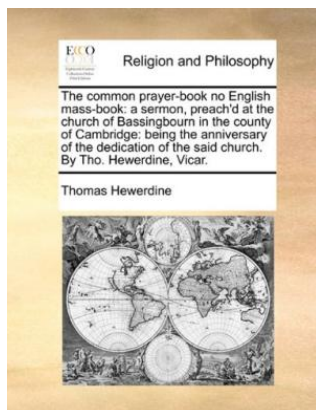 ECCO
Religion and Philosophy
The common prayer-book no English
mass-book: a sermon, preach'd at the
church of Bassingbourn in the county
of Cambridge: being the anniversary
of the dedication of the said church.
By Tho. Hewerdine, Vicar.
Thomas Hewerdine